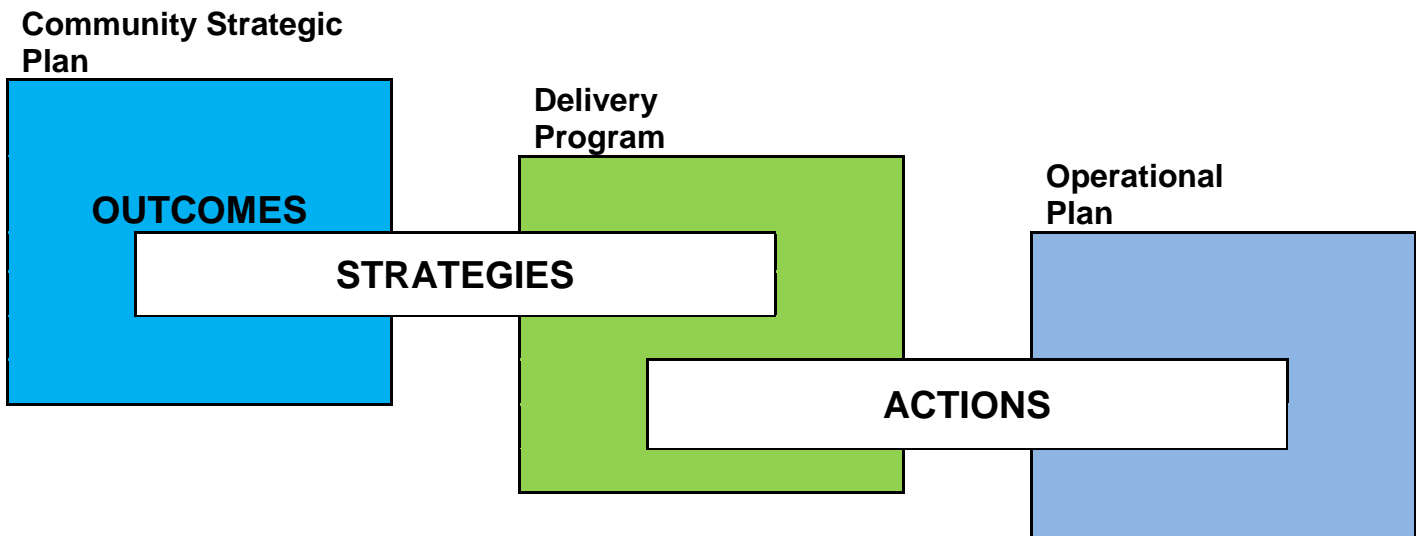 Community Strategic
Plan
Delivery
Program
Operational
Plan
OUTCOMES
STRATEGIES
ACTIONS